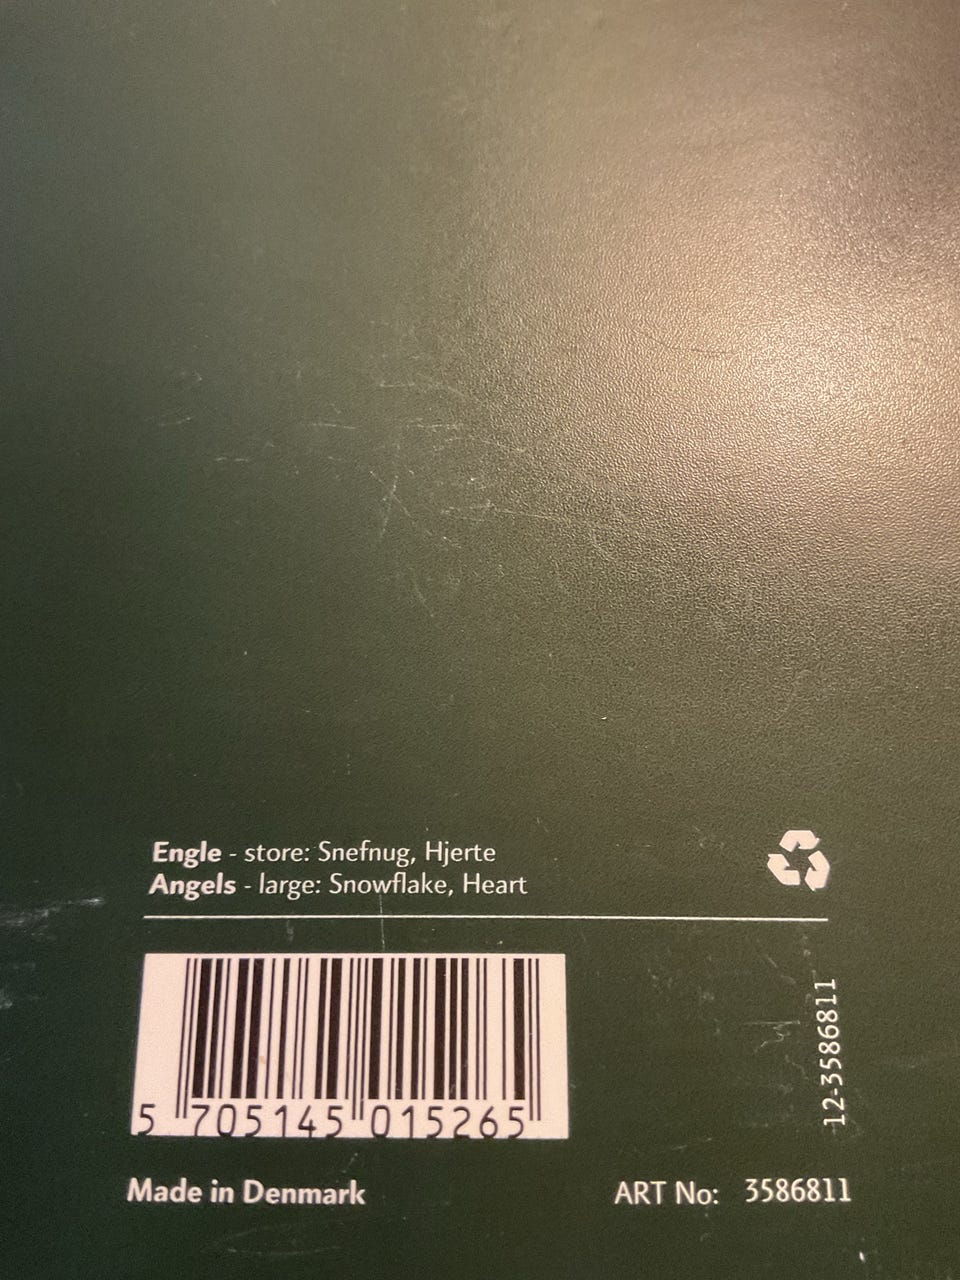 Engle - store: Snefnug, Hjerte
Angels - large: Snowflake, Heart
12-3586811
5 705145 015265
Made in Denmark
ART No: 3586811